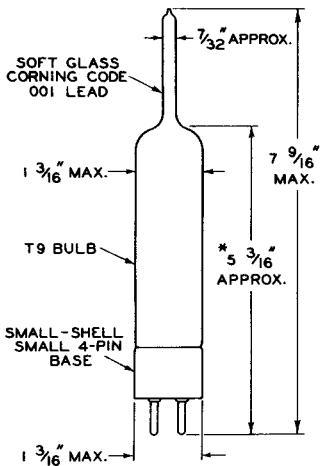 7/32" APPROX.
SOFT GLASS
CORNING CODE
001 LEAD
7 9/16"
MAX.
1 3/16" MAX.
*5 3/16"
APPROX.
T9 BULB
SMALL-SHELL
SMALL 4-PIN
BASE
1 3/16" MAX.